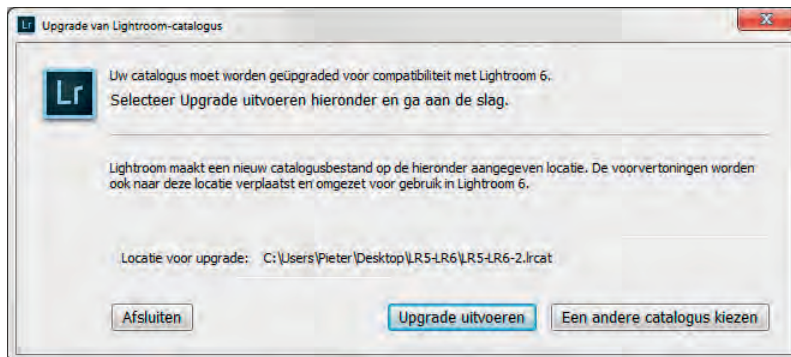 Lr Upgrade van Lightroom-catalogus
x
Lr
Uw catalogus moet worden geüpgraded voor compatibiliteit met Lightroom 6.
Selecteer Upgrade uitvoeren hieronder en ga aan de slag.
Lightroom maakt een nieuw catalogusbestand op de hieronder aangegeven locatie. De voorvertoningen worden
ook naar deze locatie verplaatst en omgezet voor gebruik in Lightroom 6.
Locatie voor upgrade: C:\Users\Pieter\Desktop\LR5-LR6\LR5-LR6-2.lrcat
Afsluiten Upgrade uitvoeren Een andere catalogus kiezen